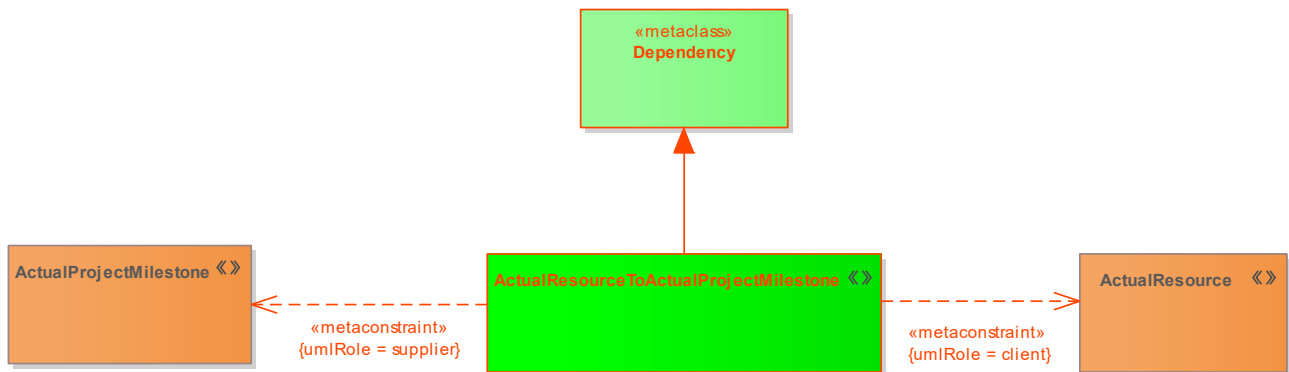 «metaclass»
Dependency
ActualProjectMilestone «»
ActualResourceToActualProjectMilestone «»
ActualResource «»
«metaconstraint»
{umlRole = supplier}
«metaconstraint»
{umlRole = client}